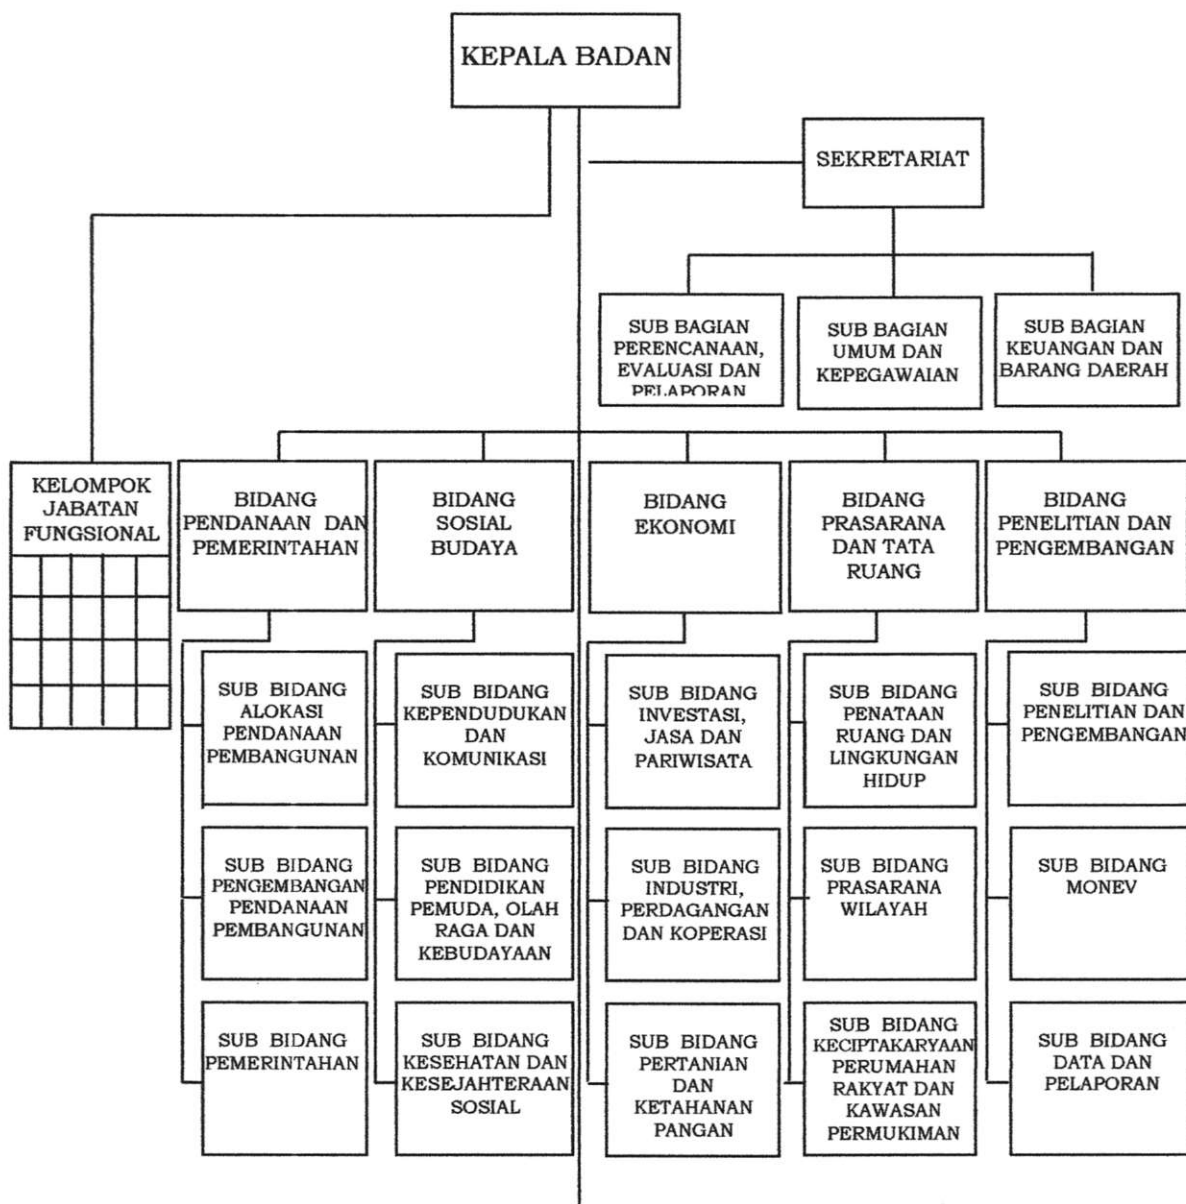 KEPALA BADAN
SEKRETARIAT
SUB BAGIAN
PERENCANAAN,
EVALUASI DAN
PELAPORAN
SUB BAGIAN
UMUM DAN
KEPEGAWAIAN
SUB BAGIAN
KEUANGAN DAN
BARANG DAERAH
KELOMPOK
JABATAN
FUNGSIONAL
BIDANG
PENDANAAN DAN
PEMERINTAHAN
BIDANG
SOSIAL
BUDAYA
BIDANG
EKONOMI
BIDANG
PRASARANA
DAN TATA
RUANG
BIDANG
PENELITIAN DAN
PENGEMBANGAN
SUB BIDANG
ALOKASI
PENDANAAN
PEMBANGUNAN
SUB BIDANG
KEPENDUDUKAN
DAN
KOMUNIKASI
SUB BIDANG
INVESTASI,
JASA DAN
PARIWISATA
SUB BIDANG
PENATAAN
RUANG DAN
LINGKUNGAN
HIDUP
SUB BIDANG
PENELITIAN DAN
PENGEMBANGAN
SUB BIDANG
PENGEMBANGAN
PENDANAAN
PEMBANGUNAN
SUB BIDANG
PENDIDIKAN
PEMUDA, OLAH
RAGA DAN
KEBUDAYAAN
SUB BIDANG
INDUSTRI,
PERDAGANGAN
DAN KOPERASI
SUB BIDANG
PRASARANA
WILAYAH
SUB BIDANG
MONEV
SUB BIDANG
PEMERINTAHAN
SUB BIDANG
KESEHATAN DAN
KESEJAHTERAAN
SOSIAL
SUB BIDANG
PERTANIAN
DAN
KETAHANAN
PANGAN
SUB BIDANG
KECIPTAKARYAAN
PERUMAHAN
RAKYAT DAN
KAWASAN
PERMUKIMAN
SUB BIDANG
DATA DAN
PELAPORAN